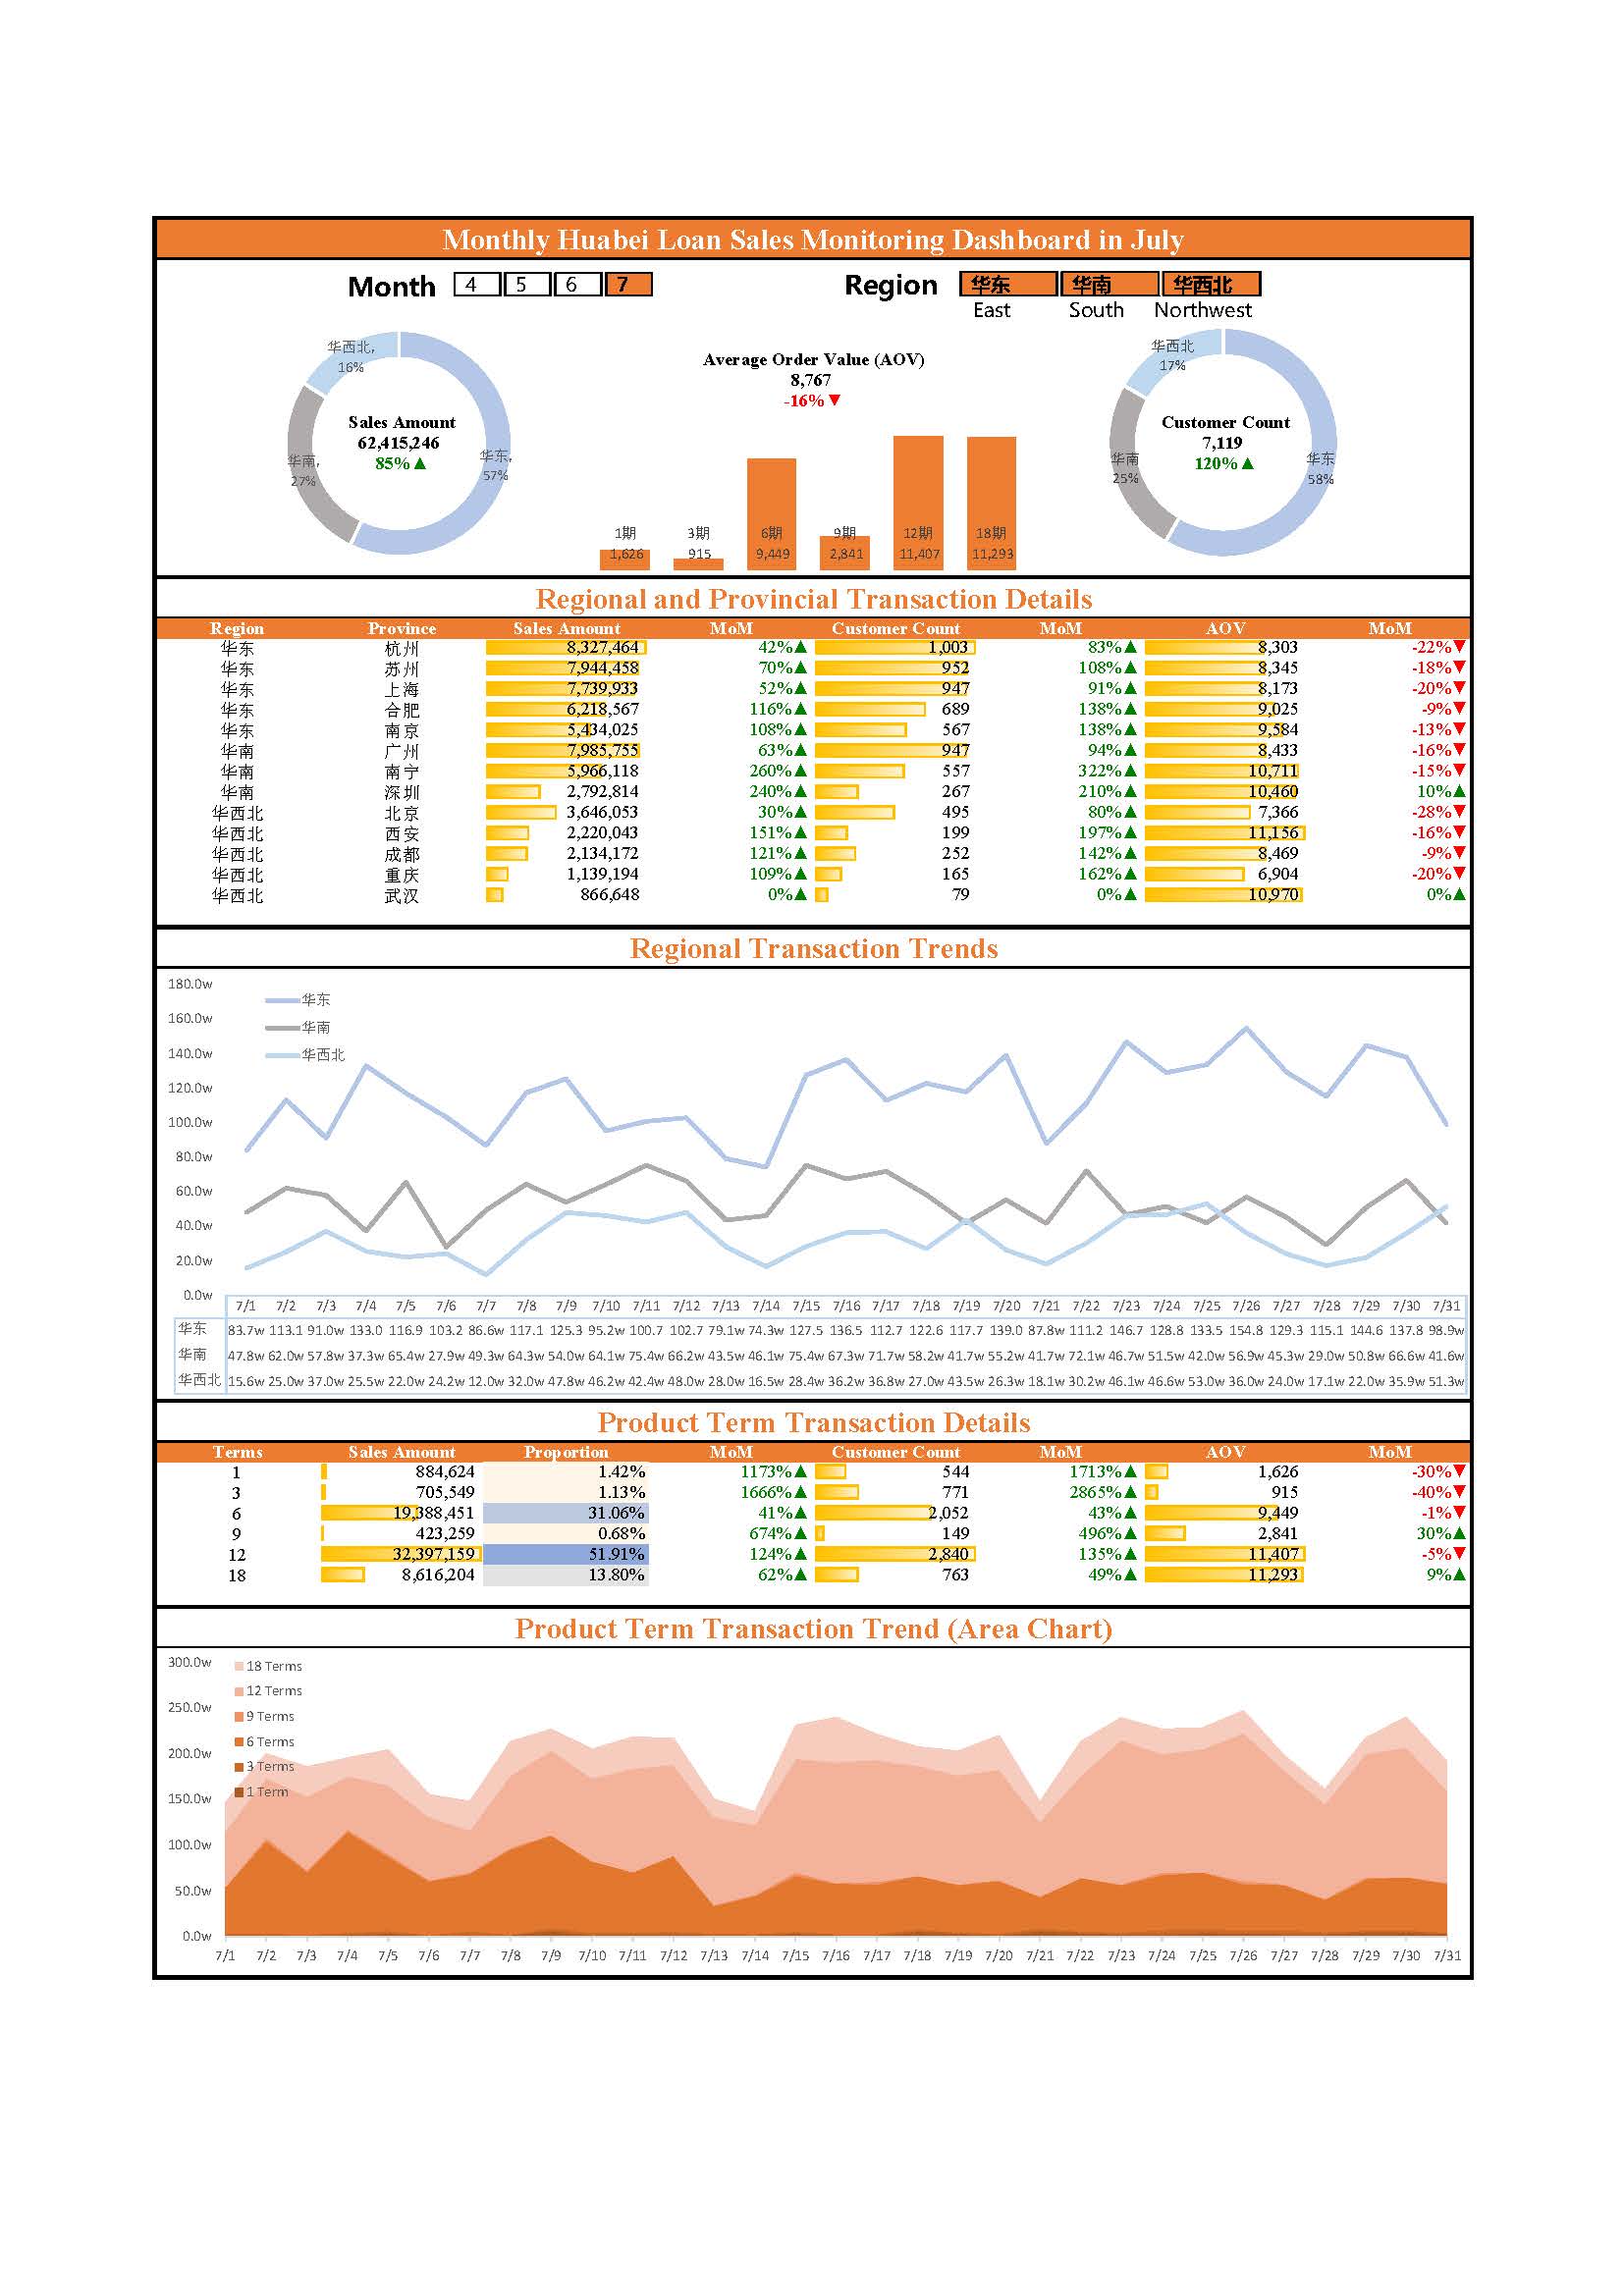 Monthly Huabei Loan Sales Monitoring Dashboard in July
Month 4 5 6 7 Region 华东 华南 华西北
East South Northwest
华西北,
16%
Sales Amount
62,415,246
85%▲
华南,
27%
华东,
57%
Average Order Value (AOV)
8,767
-16%▼
1期 3期 6期 9期 12期 18期
1,626 915 9,449 2,841 11,407 11,293
华西北
17%
Customer Count
7,119
120%▲
华南
25%
华东
58%
Regional and Provincial Transaction Details
Region Province Sales Amount MoM Customer Count MoM AOV MoM
华东 杭州 8,327,464 42%▲ 1,003 83%▲ 8,303 -22%▼
华东 苏州 7,944,458 70%▲ 952 108%▲ 8,345 -18%▼
华东 上海 7,739,933 52%▲ 947 91%▲ 8,173 -20%▼
华东 合肥 6,218,567 116%▲ 689 138%▲ 9,025 -9%▼
华东 南京 5,434,025 108%▲ 567 138%▲ 9,584 -13%▼
华南 广州 7,985,755 63%▲ 947 94%▲ 8,433 -16%▼
华南 南宁 5,966,118 260%▲ 557 322%▲ 10,711 -15%▼
华南 深圳 2,792,814 240%▲ 267 210%▲ 10,460 10%▲
华西北 北京 3,646,053 30%▲ 495 80%▲ 7,366 -28%▼
华西北 西安 2,220,043 151%▲ 199 197%▲ 11,156 -16%▼
华西北 成都 2,134,172 121%▲ 252 142%▲ 8,469 -9%▼
华西北 重庆 1,139,194 109%▲ 165 162%▲ 6,904 -20%▼
华西北 武汉 866,648 0%▲ 79 0%▲ 10,970 0%▲
Regional Transaction Trends
180.0w
160.0w
140.0w
120.0w
100.0w
80.0w
60.0w
40.0w
20.0w
0.0w
华东
华南
华西北
7/1 7/2 7/3 7/4 7/5 7/6 7/7 7/8 7/9 7/10 7/11 7/12 7/13 7/14 7/15 7/16 7/17 7/18 7/19 7/20 7/21 7/22 7/23 7/24 7/25 7/26 7/27 7/28 7/29 7/30 7/31
华东 83.7w 113.1 91.0w 133.0 116.9 103.2 86.6w 117.1 125.3 95.2w 100.7 102.7 79.1w 74.3w 127.5 136.5 112.7 122.6 117.7 139.0 87.8w 111.2 146.7 128.8 133.5 154.8 129.3 115.1 144.6 137.8 98.9w
华南 47.8w 62.0w 57.8w 37.3w 65.4w 27.9w 49.3w 64.3w 54.0w 64.1w 75.4w 66.2w 43.5w 46.1w 75.4w 67.3w 71.7w 58.2w 41.7w 55.2w 41.7w 72.1w 46.7w 51.5w 42.0w 56.9w 45.3w 29.0w 50.8w 66.6w 41.6w
华西北 15.6w 25.0w 37.0w 25.5w 22.0w 24.2w 12.0w 32.0w 47.8w 46.2w 42.4w 48.0w 28.0w 16.5w 28.4w 36.2w 36.8w 27.0w 43.5w 26.3w 18.1w 30.2w 46.1w 46.6w 53.0w 36.0w 24.0w 17.1w 22.0w 35.9w 51.3w
Product Term Transaction Details
Terms Sales Amount Proportion MoM Customer Count MoM AOV MoM
1 884,624 1.42% 1173%▲ 544 1713%▲ 1,626 -30%▼
3 705,549 1.13% 1666%▲ 771 2865%▲ 915 -40%▼
6 19,388,451 31.06% 41%▲ 2,052 43%▲ 9,449 -1%▼
9 423,259 0.68% 674%▲ 149 496%▲ 2,841 30%▲
12 32,397,159 51.91% 124%▲ 2,840 135%▲ 11,407 -5%▼
18 8,616,204 13.80% 62%▲ 763 49%▲ 11,293 9%▲
Product Term Transaction Trend (Area Chart)
300.0w
250.0w
200.0w
150.0w
100.0w
50.0w
0.0w
18 Terms
12 Terms
9 Terms
6 Terms
3 Terms
1 Term
7/1 7/2 7/3 7/4 7/5 7/6 7/7 7/8 7/9 7/10 7/11 7/12 7/13 7/14 7/15 7/16 7/17 7/18 7/19 7/20 7/21 7/22 7/23 7/24 7/25 7/26 7/27 7/28 7/29 7/30 7/31